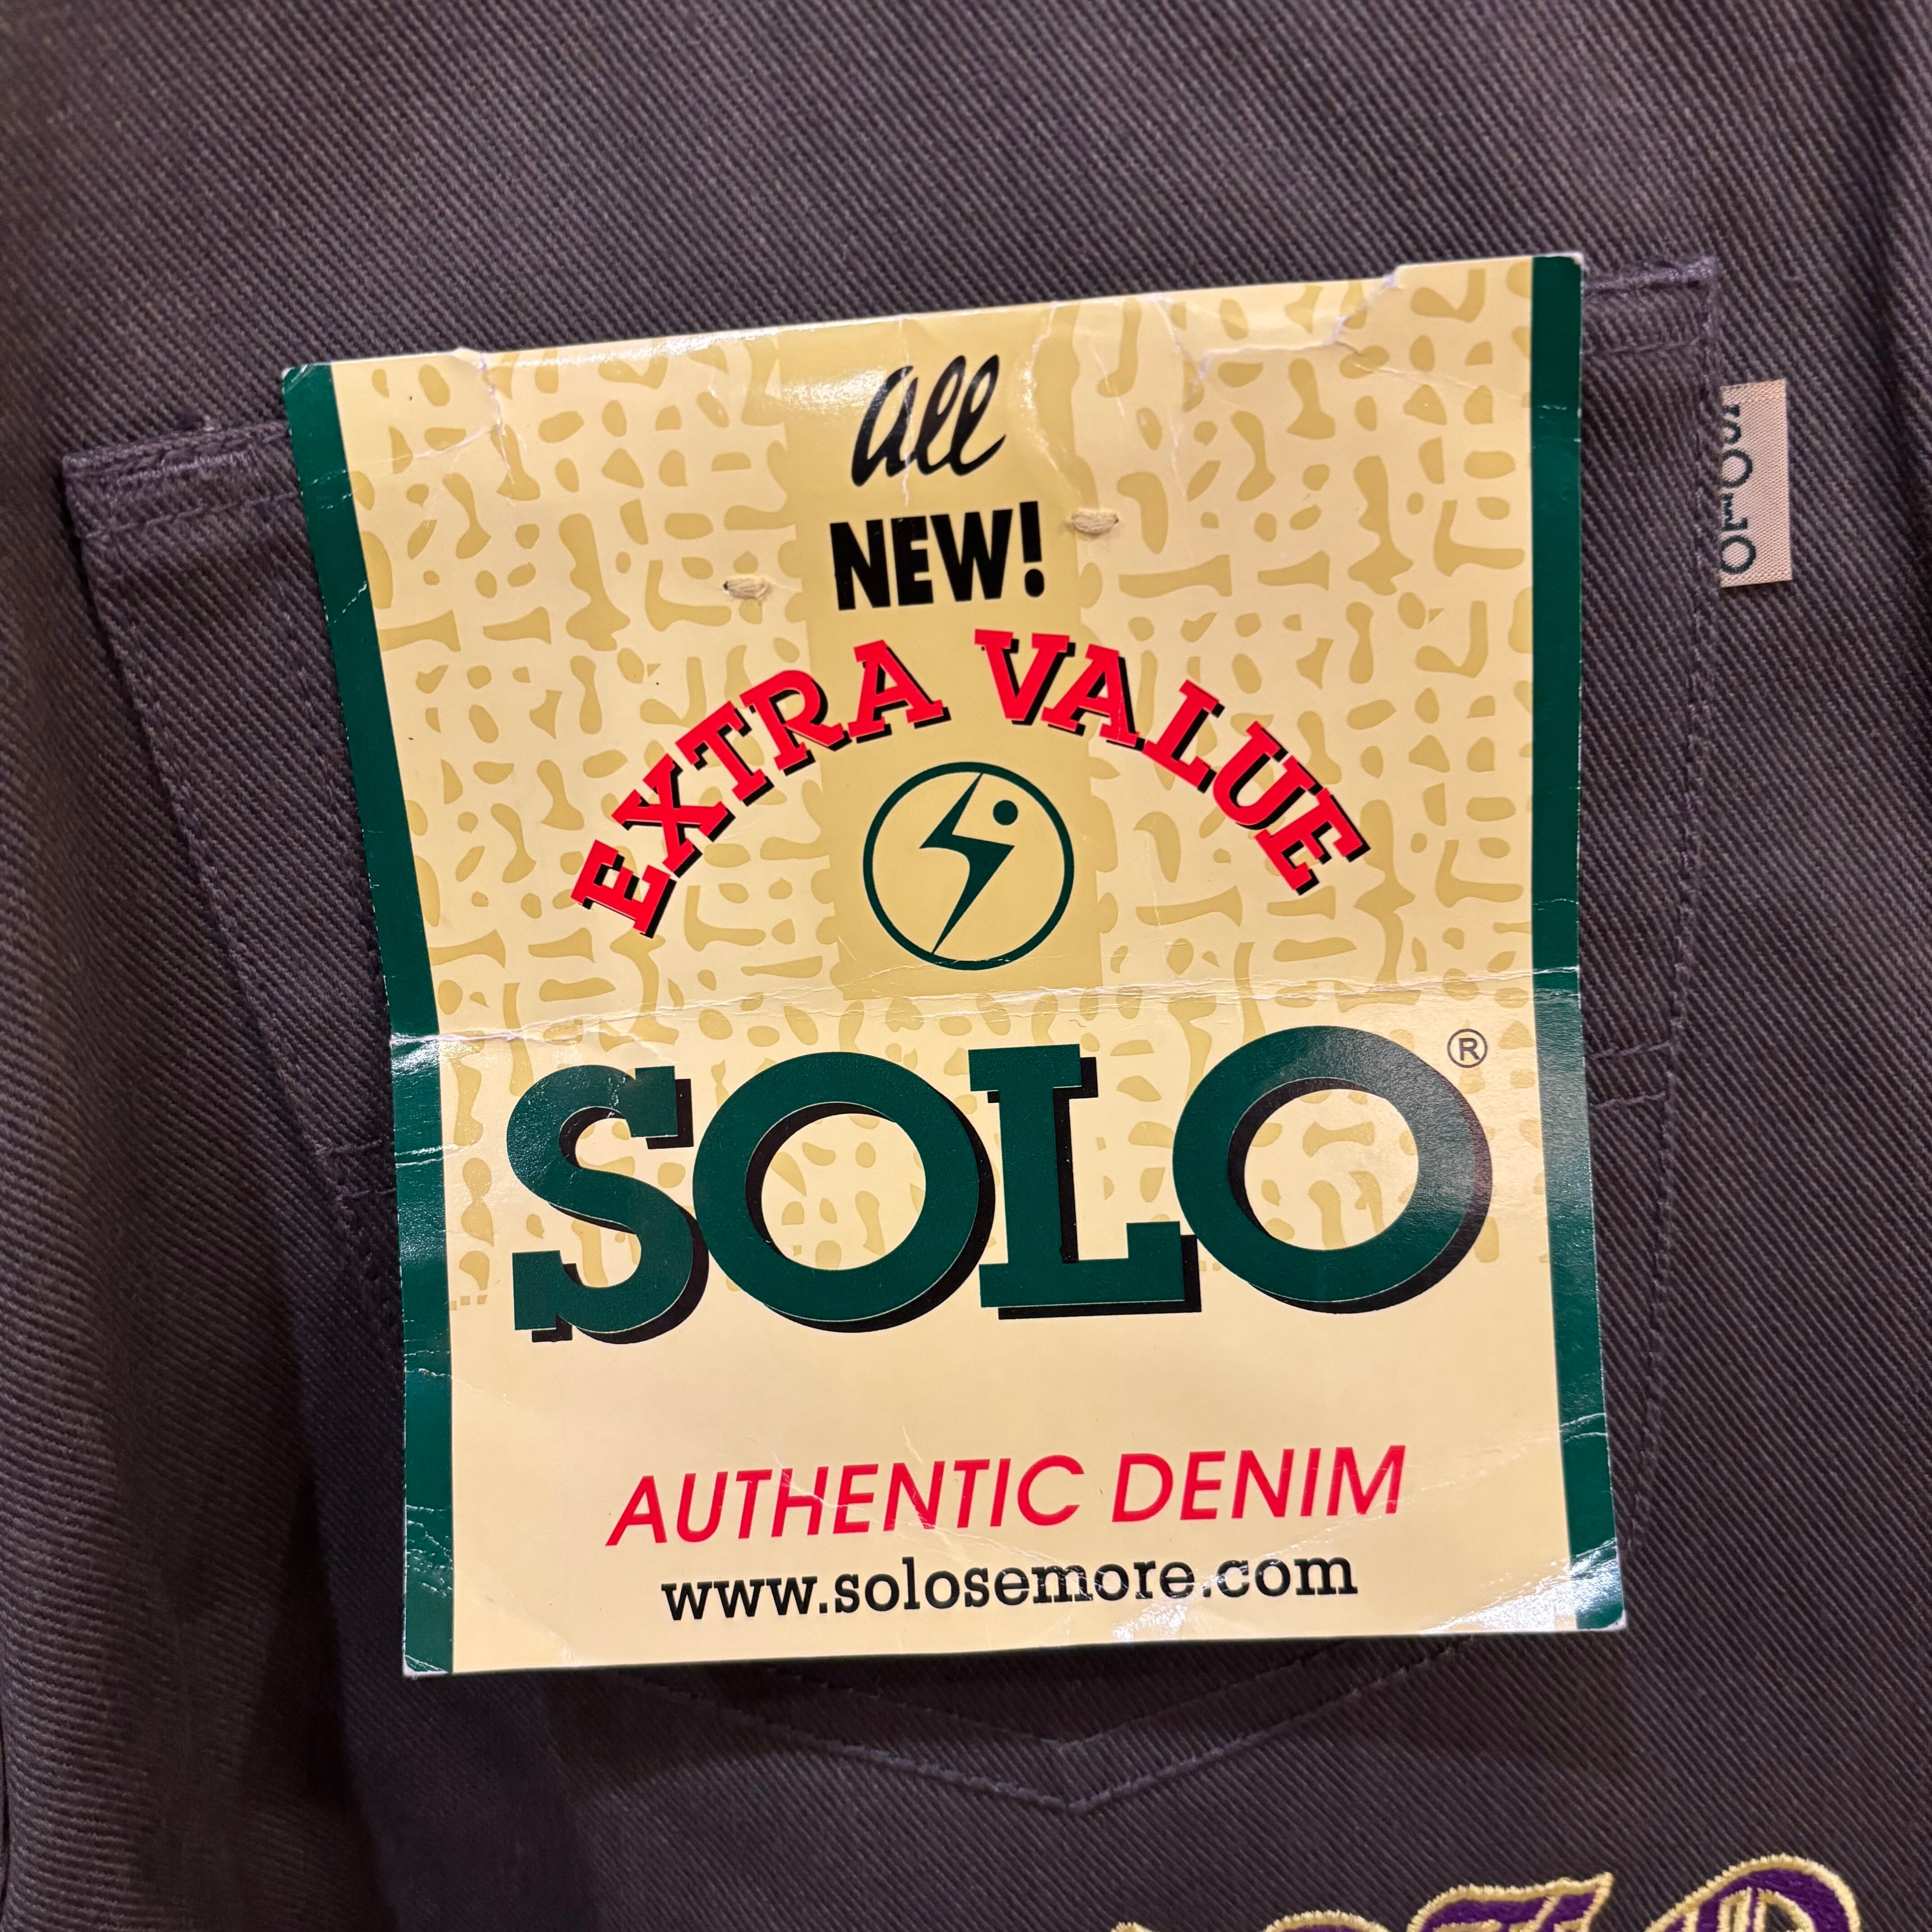 All
NEW!
EXTRA VALUE
SOLO®
AUTHENTIC DENIM
www.solosemore.com
SOLO